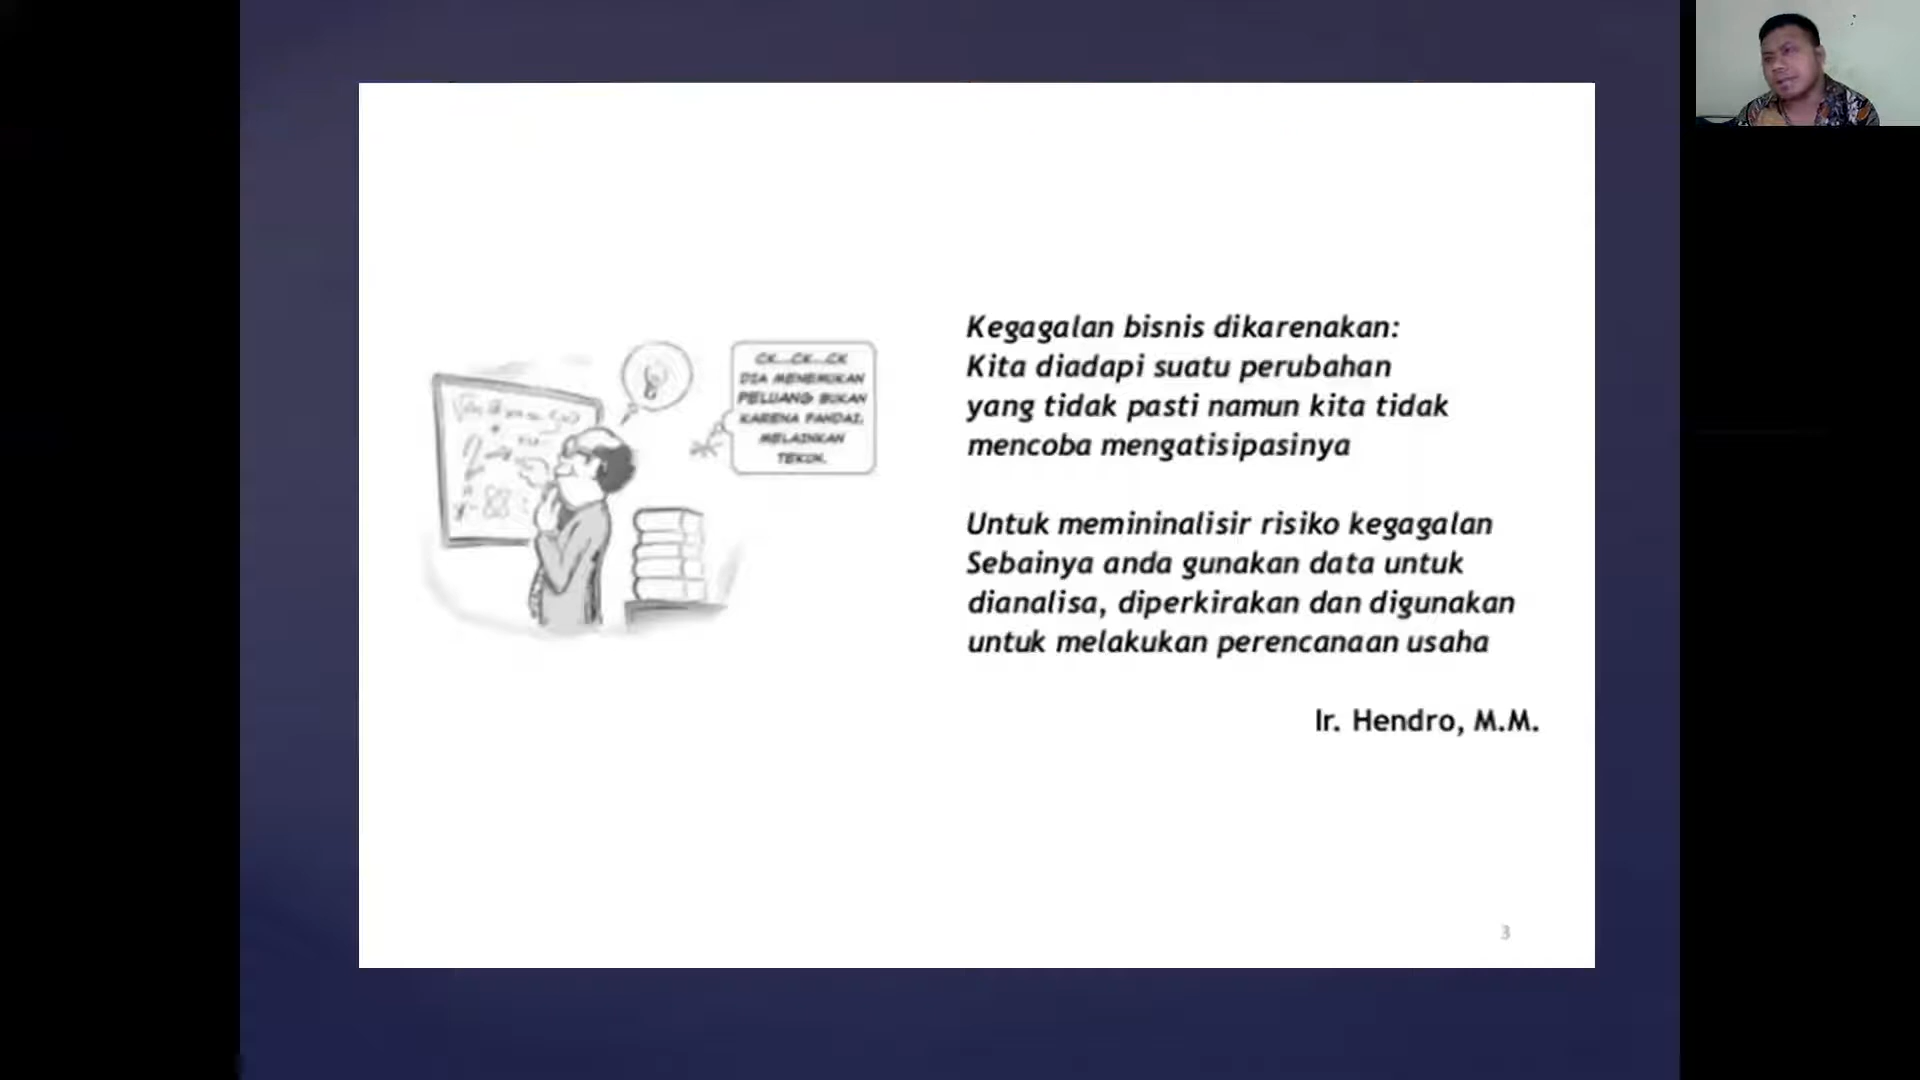 CK...CK...CK
DIA MENEMUKAN
PELUANG BUKAN
KARENA PANDAI,
MELAINKAN
TEKUN.
Kegagalan bisnis dikarenakan:
Kita diadapi suatu perubahan
yang tidak pasti namun kita tidak
mencoba mengatisipasinya
Untuk memininalisir risiko kegagalan
Sebainya anda gunakan data untuk
dianalisa, diperkirakan dan digunakan
untuk melakukan perencanaan usaha
Ir. Hendro, M.M.
3